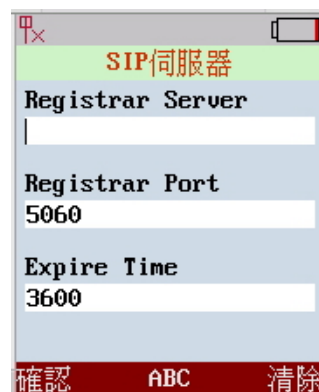 SIP伺服器
Registrar Server
Registrar Port
5060
Expire Time
3600
確認 ABC 清除